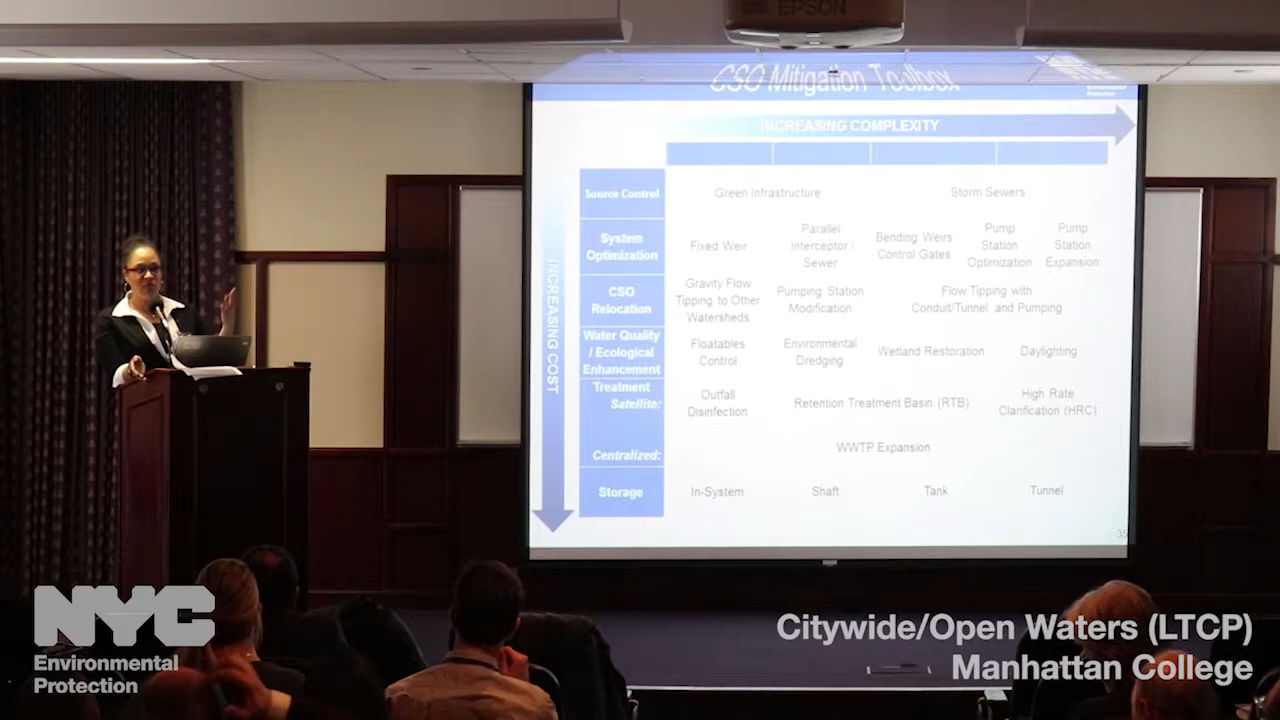 EPSON
CSO Mitigation Toolbox
Environmental
Protection
INCREASING COMPLEXITY
INCREASING COST
Source Control
Green Infrastructure
Storm Sewers
System
Optimization
Fixed Weir
Parallel
Interceptor /
Sewer
Bending Weirs
Control Gates
Pump
Station
Optimization
Pump
Station
Expansion
CSO
Relocation
Gravity Flow
Tipping to Other
Watersheds
Pumping Station
Modification
Flow Tipping with
Conduit/Tunnel and Pumping
Water Quality
/ Ecological
Enhancement
Floatables
Control
Environmental
Dredging
Wetland Restoration
Daylighting
Treatment
Satellite:
Outfall
Disinfection
Retention Treatment Basin (RTB)
High Rate
Clarification (HRC)
Centralized:
WWTP Expansion
Storage
In-System
Shaft
Tank
Tunnel
35
NYC
Environmental
Protection
Citywide/Open Waters (LTCP)
Manhattan College